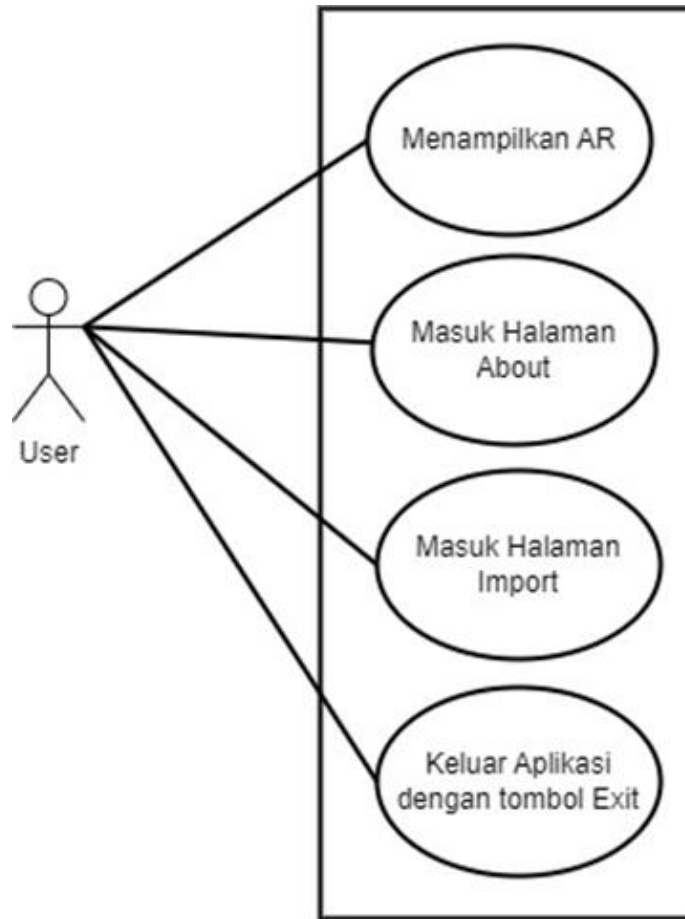 Menampilkan AR
Masuk Halaman
About
User
Masuk Halaman
Import
Keluar Aplikasi
dengan tombol Exit